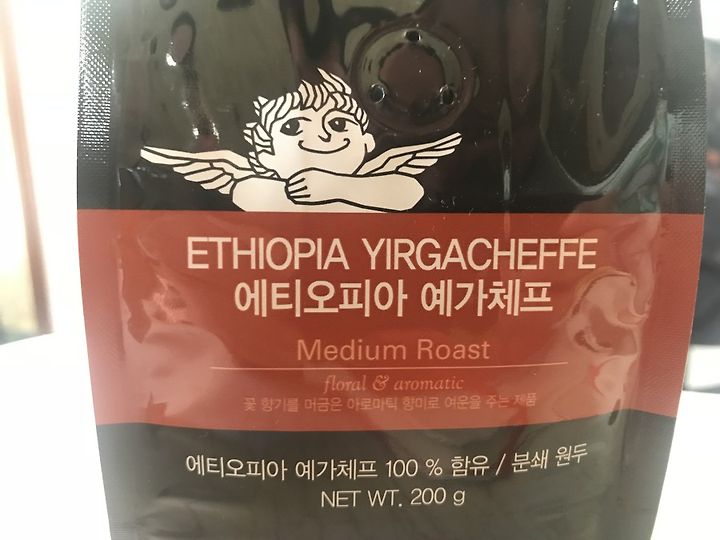 ETHIOPIA YIRGACHEFFE
에티오피아 예가체프
Medium Roast
floral & aromatic
꽃 향기를 머금은 아로마틱 향미로 여운을 주는 제품
에티오피아 예가체프 100 % 함유 / 분쇄 원두
NET WT. 200 g